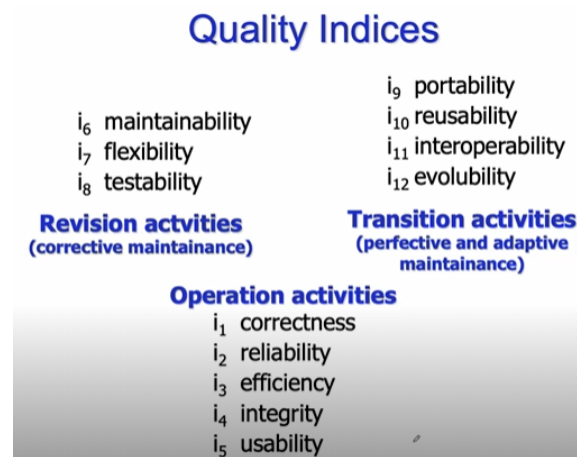 Quality Indices
i6 maintainability
i7 flexibility
i8 testability
Revision actvities
(corrective maintainance)
i9 portability
i10 reusability
i11 interoperability
i12 evolubility
Transition activities
(perfective and adaptive
maintainance)
Operation activities
i1 correctness
i2 reliability
i3 efficiency
i4 integrity
i5 usability